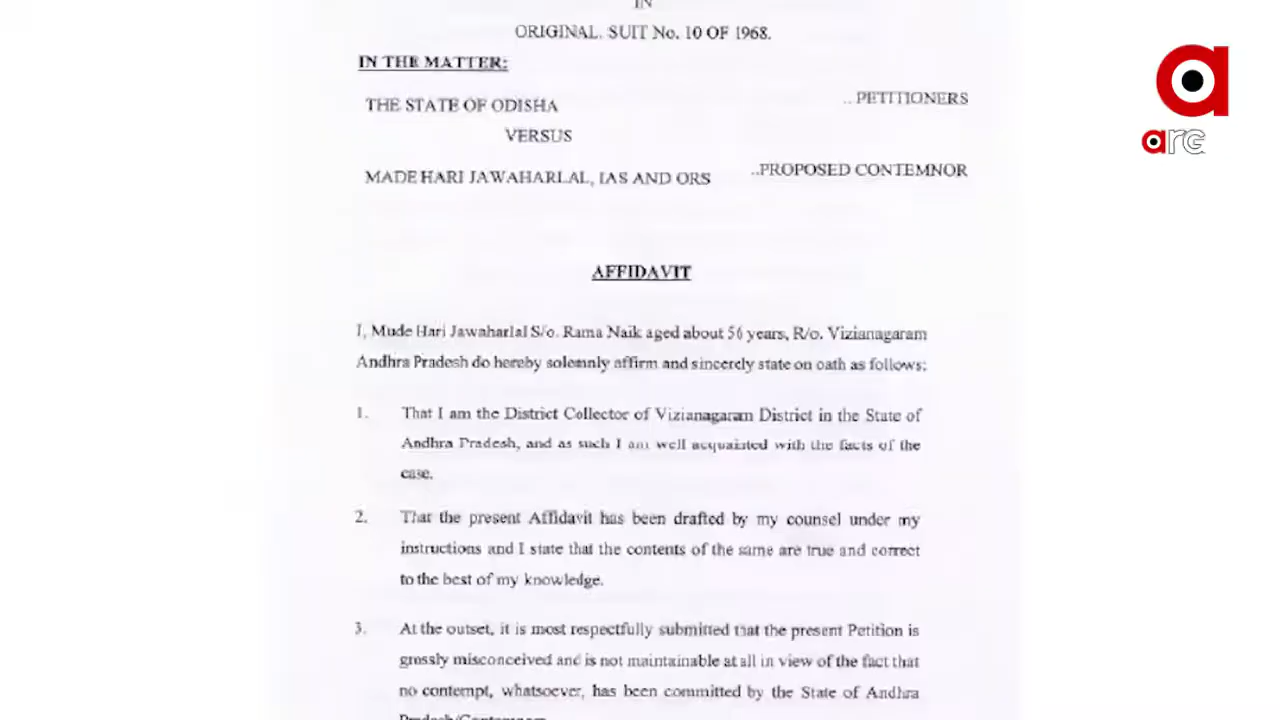 IN
ORIGINAL. SUIT No. 10 OF 1968.
IN THE MATTER:
THE STATE OF ODISHA
.. PETITIONERS
VERSUS
MADE HARI JAWAHARLAL, IAS AND ORS
..PROPOSED CONTEMNOR
AFFIDAVIT
I, Mude Hari Jawaharlal S/o. Rama Naik aged about 56 years, R/o. Vizianagaram
Andhra Pradesh do hereby solemnly affirm and sincerely state on oath as follows:
1. That I am the District Collector of Vizianagaram District in the State of
Andhra Pradesh, and as such I am well acquainted with the facts of the
case.
2. That the present Affidavit has been drafted by my counsel under my
instructions and I state that the contents of the same are true and correct
to the best of my knowledge.
3. At the outset, it is most respectfully submitted that the present Petition is
grossly misconceived and is not maintainable at all in view of the fact that
no contempt, whatsoever, has been committed by the State of Andhra
Pradesh/Contemnor
a
arG